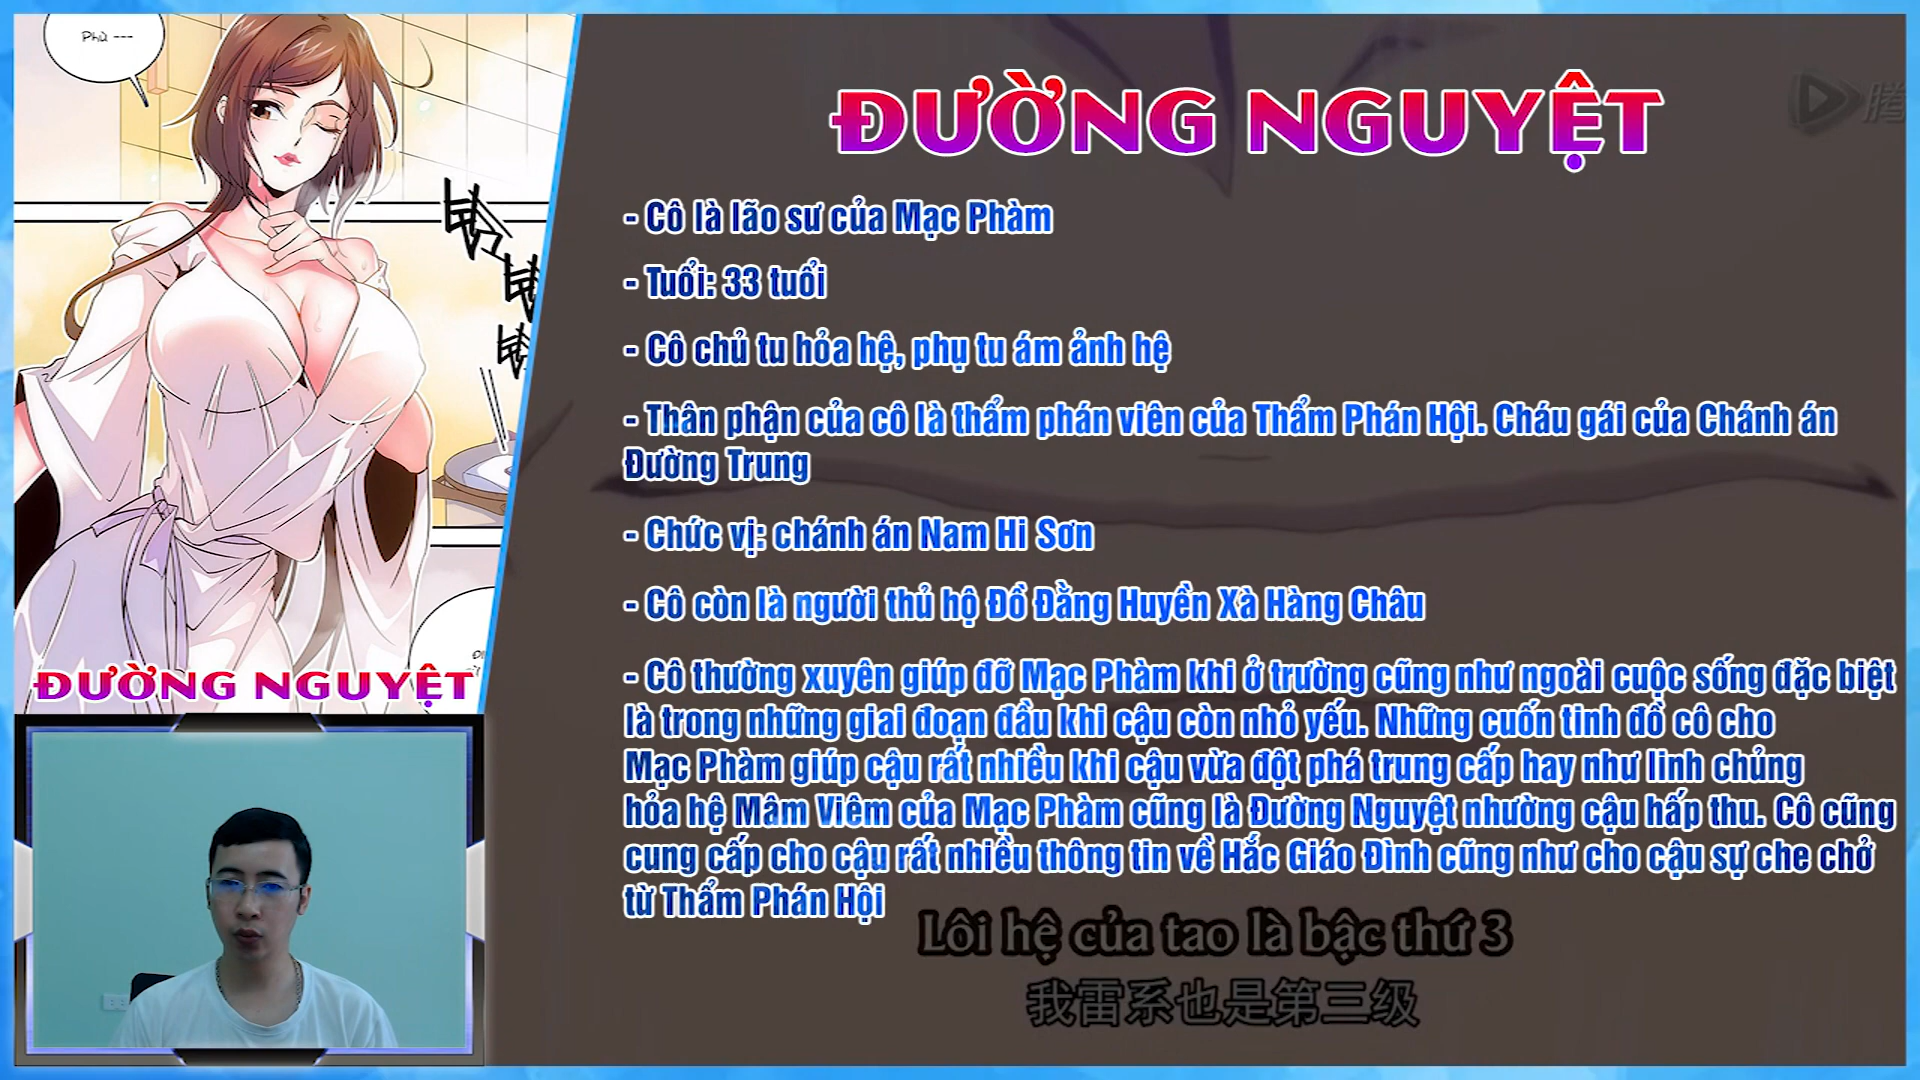 Phù ---
ĐƯỜNG NGUYỆT
- Cô là lão sư của Mạc Phàm
- Tuổi: 33 tuổi
- Cô chủ tu hỏa hệ, phụ tu ám ảnh hệ
- Thân phận của cô là thẩm phán viên của Thẩm Phán Hội. Cháu gái của Chánh án
Đường Trung
- Chức vị: chánh án Nam Hi Sơn
- Cô còn là người thủ hộ Đồ Đằng Huyền Xà Hàng Châu
- Cô thường xuyên giúp đỡ Mạc Phàm khi ở trường cũng như ngoài cuộc sống đặc biệt
là trong những giai đoạn đầu khi cậu còn nhỏ yếu. Những cuốn tinh đồ cô cho
Mạc Phàm giúp cậu rất nhiều khi cậu vừa đột phá trung cấp hay như linh chủng
hỏa hệ Mâm Viêm của Mạc Phàm cũng là Đường Nguyệt nhường cậu hấp thu. Cô cũng
cung cấp cho cậu rất nhiều thông tin về Hắc Giáo Đình cũng như cho cậu sự che chở
từ Thẩm Phán Hội
ĐƯỜNG NGUYỆT
Lôi hệ của tao là bậc thứ 3
我雷系也是第三级
腾